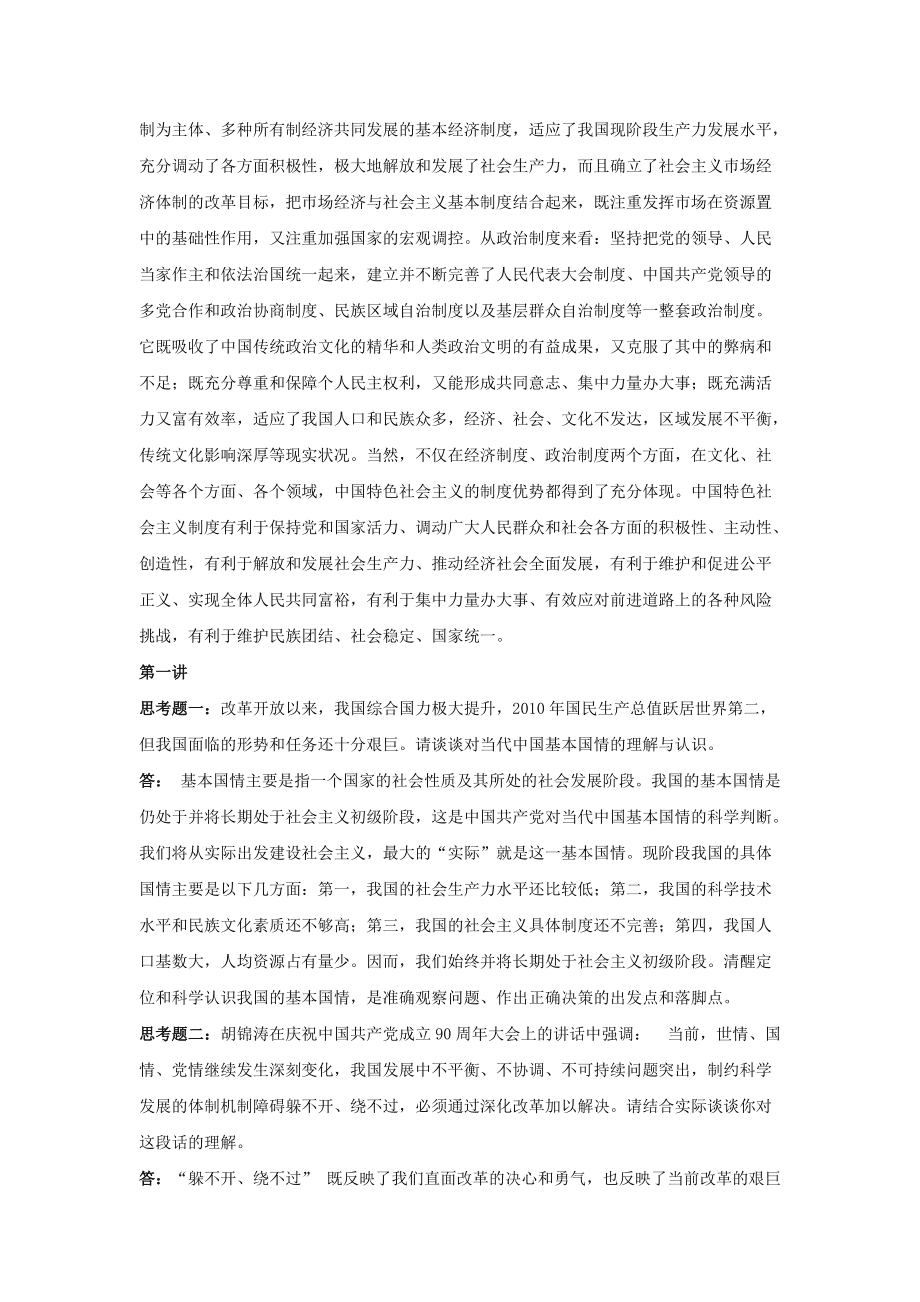 制为主体、多种所有制经济共同发展的基本经济制度，适应了我国现阶段生产力发展水平，
充分调动了各方面积极性，极大地解放和发展了社会生产力，而且确立了社会主义市场经
济体制的改革目标，把市场经济与社会主义基本制度结合起来，既注重发挥市场在资源置
中的基础性作用，又注重加强国家的宏观调控。从政治制度来看：坚持把党的领导、人民
当家作主和依法治国统一起来，建立并不断完善了人民代表大会制度、中国共产党领导的
多党合作和政治协商制度、民族区域自治制度以及基层群众自治制度等一整套政治制度。
它既吸收了中国传统政治文化的精华和人类政治文明的有益成果，又克服了其中的弊病和
不足；既充分尊重和保障个人民主权利，又能形成共同意志、集中力量办大事；既充满活
力又富有效率，适应了我国人口和民族众多，经济、社会、文化不发达，区域发展不平衡，
传统文化影响深厚等现实状况。当然，不仅在经济制度、政治制度两个方面，在文化、社
会等各个方面、各个领域，中国特色社会主义的制度优势都得到了充分体现。中国特色社
会主义制度有利于保持党和国家活力、调动广大人民群众和社会各方面的积极性、主动性、
创造性，有利于解放和发展社会生产力、推动经济社会全面发展，有利于维护和促进公平
正义、实现全体人民共同富裕，有利于集中力量办大事、有效应对前进道路上的各种风险
挑战，有利于维护民族团结、社会稳定、国家统一。
第一讲
思考题一：改革开放以来，我国综合国力极大提升，2010 年国民生产总值跃居世界第二，
但我国面临的形势和任务还十分艰巨。请谈谈对当代中国基本国情的理解与认识。
答： 基本国情主要是指一个国家的社会性质及其所处的社会发展阶段。我国的基本国情是
仍处于并将长期处于社会主义初级阶段，这是中国共产党对当代中国基本国情的科学判断。
我们将从实际出发建设社会主义，最大的“实际”就是这一基本国情。现阶段我国的具体
国情主要是以下几方面：第一，我国的社会生产力水平还比较低；第二，我国的科学技术
水平和民族文化素质还不够高；第三，我国的社会主义具体制度还不完善；第四，我国人
口基数大，人均资源占有量少。因而，我们始终并将长期处于社会主义初级阶段。清醒定
位和科学认识我国的基本国情，是准确观察问题、作出正确决策的出发点和落脚点。
思考题二：胡锦涛在庆祝中国共产党成立 90 周年大会上的讲话中强调： 当前，世情、国
情、党情继续发生深刻变化，我国发展中不平衡、不协调、不可持续问题突出，制约科学
发展的体制机制障碍躲不开、绕不过，必须通过深化改革加以解决。请结合实际谈谈你对
这段话的理解。
答：“躲不开、绕不过” 既反映了我们直面改革的决心和勇气，也反映了当前改革的艰巨